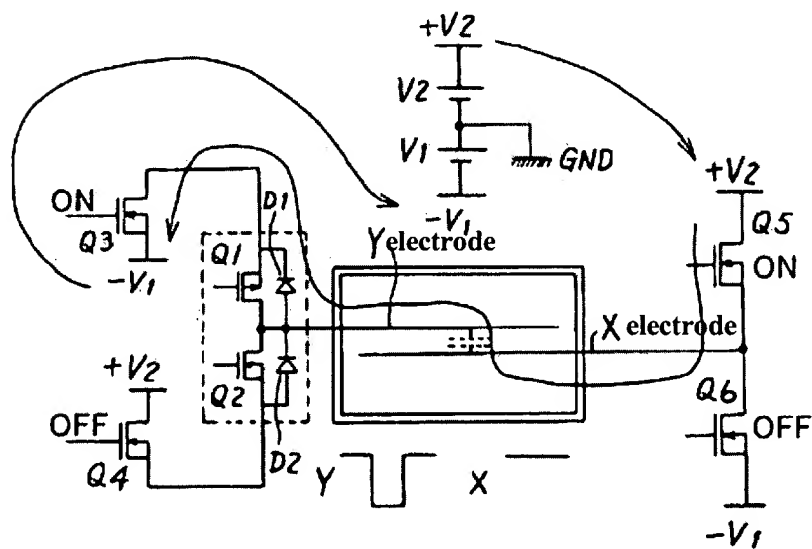 +V2
V2
V1
GND
-V1
+V2
Q5
ON
ON
Q3
-V1
D1
Q1
Y electrode
X electrode
Q2
+V2
OFF
Q4
D2
Q6
OFF
-V1
Y
X